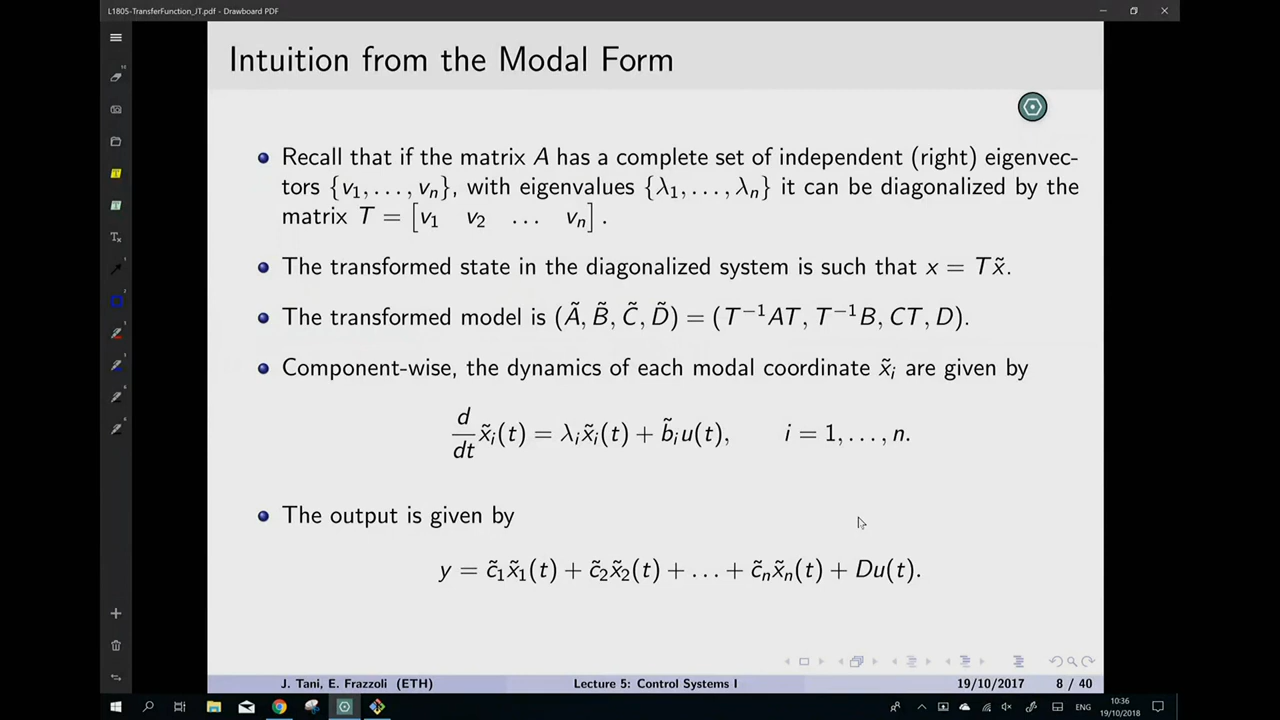 L1805-TransferFunction_JT.pdf - Drawboard PDF
Intuition from the Modal Form
Recall that if the matrix A has a complete set of independent (right) eigenvec-
tors {v₁, . . . , vₙ}, with eigenvalues {λ₁, . . . , λₙ} it can be diagonalized by the
matrix T = [v₁ v₂ . . . vₙ] .
The transformed state in the diagonalized system is such that x = Tx̃.
The transformed model is (Ã, B̃, C̃, D̃) = (T⁻¹AT, T⁻¹B, CT, D).
Component-wise, the dynamics of each modal coordinate x̃ᵢ are given by
d/dt x̃ᵢ(t) = λᵢx̃ᵢ(t) + b̃ᵢu(t), i = 1, . . . , n.
The output is given by
y = c̃₁x̃₁(t) + c̃₂x̃₂(t) + . . . + c̃ₙx̃ₙ(t) + Du(t).
J. Tani, E. Frazzoli (ETH) Lecture 5: Control Systems I 19/10/2017 8 / 40
ENG 10:36
19/10/2018